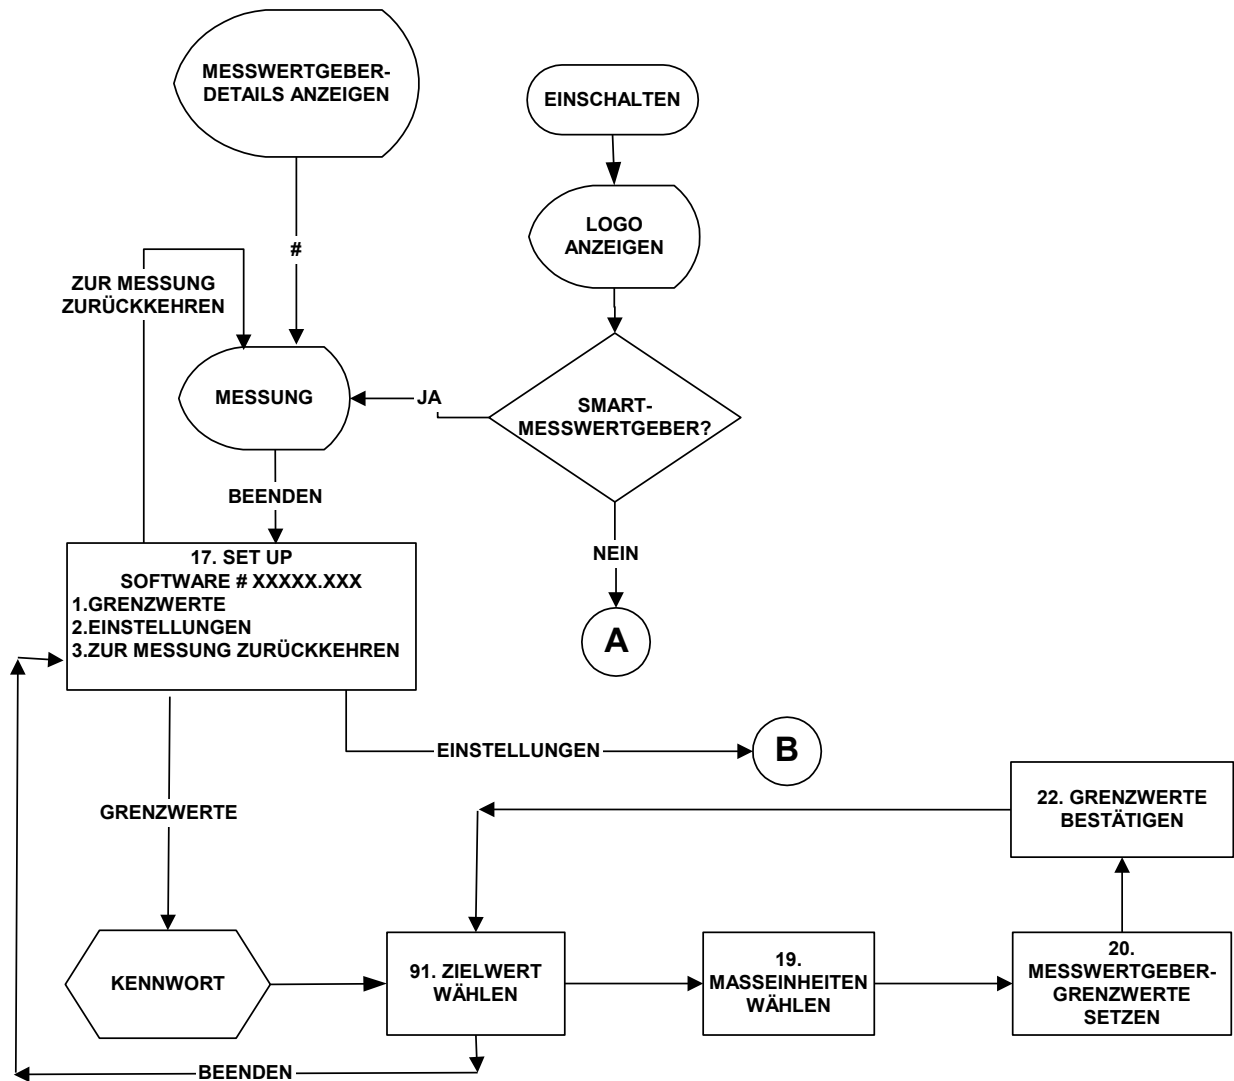 MESSWERTGEBER-
DETAILS ANZEIGEN
EINSCHALTEN
LOGO
ANZEIGEN
#
ZUR MESSUNG
ZURÜCKKEHREN
MESSUNG
JA
SMART-
MESSWERTGEBER?
BEENDEN
NEIN
17. SET UP
SOFTWARE # XXXXX.XXX
1.GRENZWERTE
2.EINSTELLUNGEN
3.ZUR MESSUNG ZURÜCKKEHREN
A
EINSTELLUNGEN
B
GRENZWERTE
22. GRENZWERTE
BESTÄTIGEN
KENNWORT
91. ZIELWERT
WÄHLEN
19.
MASSEINHEITEN
WÄHLEN
20.
MESSWERTGEBER-
GRENZWERTE
SETZEN
BEENDEN